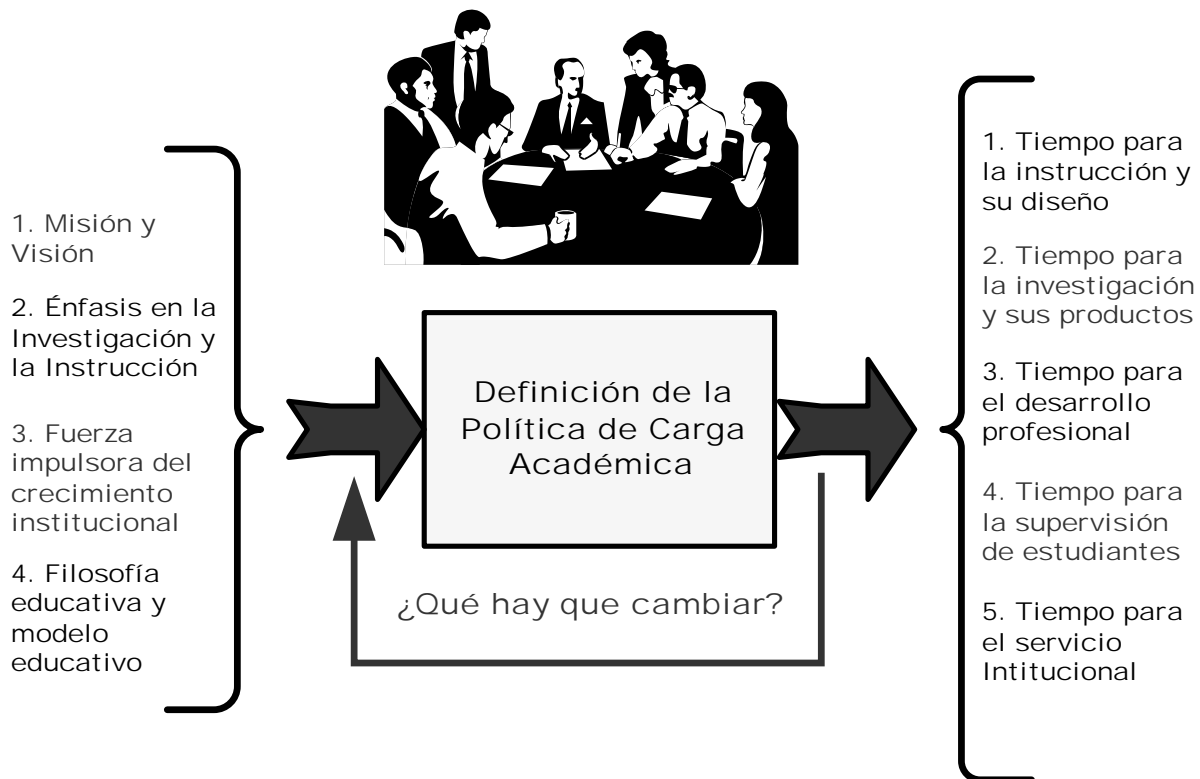 1. Misión y
Visión
2. Énfasis en la
Investigación y
la Instrucción
3. Fuerza
impulsora del
crecimiento
institucional
4. Filosofía
educativa y
modelo
educativo
Definición de la
Política de Carga
Académica
¿Qué hay que cambiar?
1. Tiempo para
la instrucción y
su diseño
2. Tiempo para
la investigación
y sus productos
3. Tiempo para
el desarrollo
profesional
4. Tiempo para
la supervisión
de estudiantes
5. Tiempo para
el servicio
Intitucional